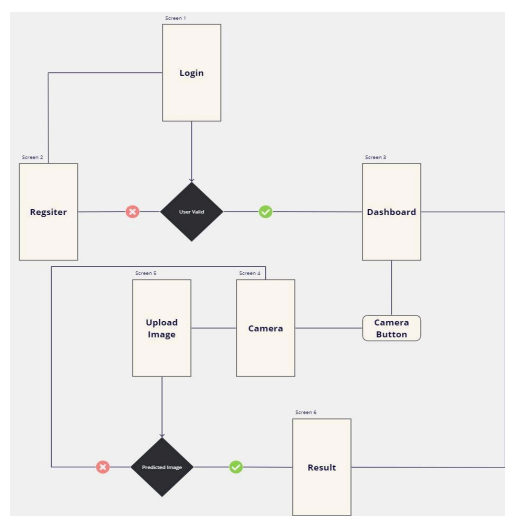 Screen 1
Login
Screen 2
Regsiter
User Valid
Screen 3
Dashboard
Screen 5
Upload
Image
Screen 4
Camera
Camera
Button
Predicted Image
Screen 6
Result